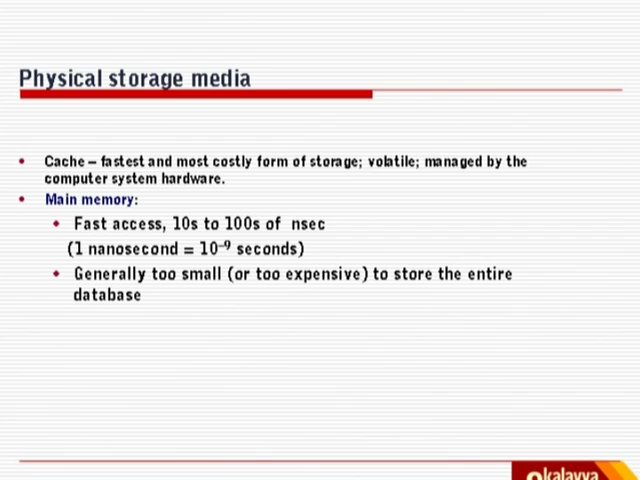 Physical storage media
• Cache – fastest and most costly form of storage; volatile; managed by the
computer system hardware.
• Main memory:
• Fast access, 10s to 100s of nsec
(1 nanosecond = 10⁻⁹ seconds)
• Generally too small (or too expensive) to store the entire
database